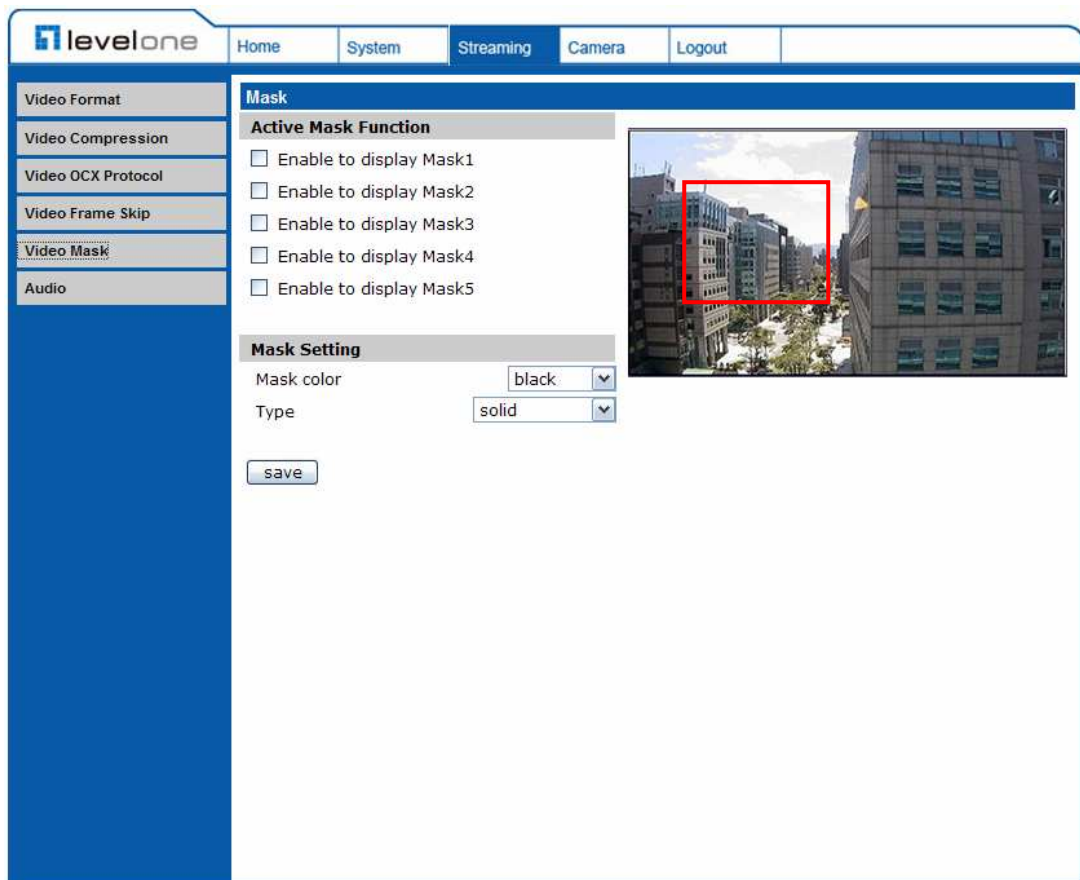 levelone
Home System Streaming Camera Logout
Video Format
Video Compression
Video OCX Protocol
Video Frame Skip
Video Mask
Audio
Mask
Active Mask Function
Enable to display Mask1
Enable to display Mask2
Enable to display Mask3
Enable to display Mask4
Enable to display Mask5
Mask Setting
Mask color black
Type solid
save